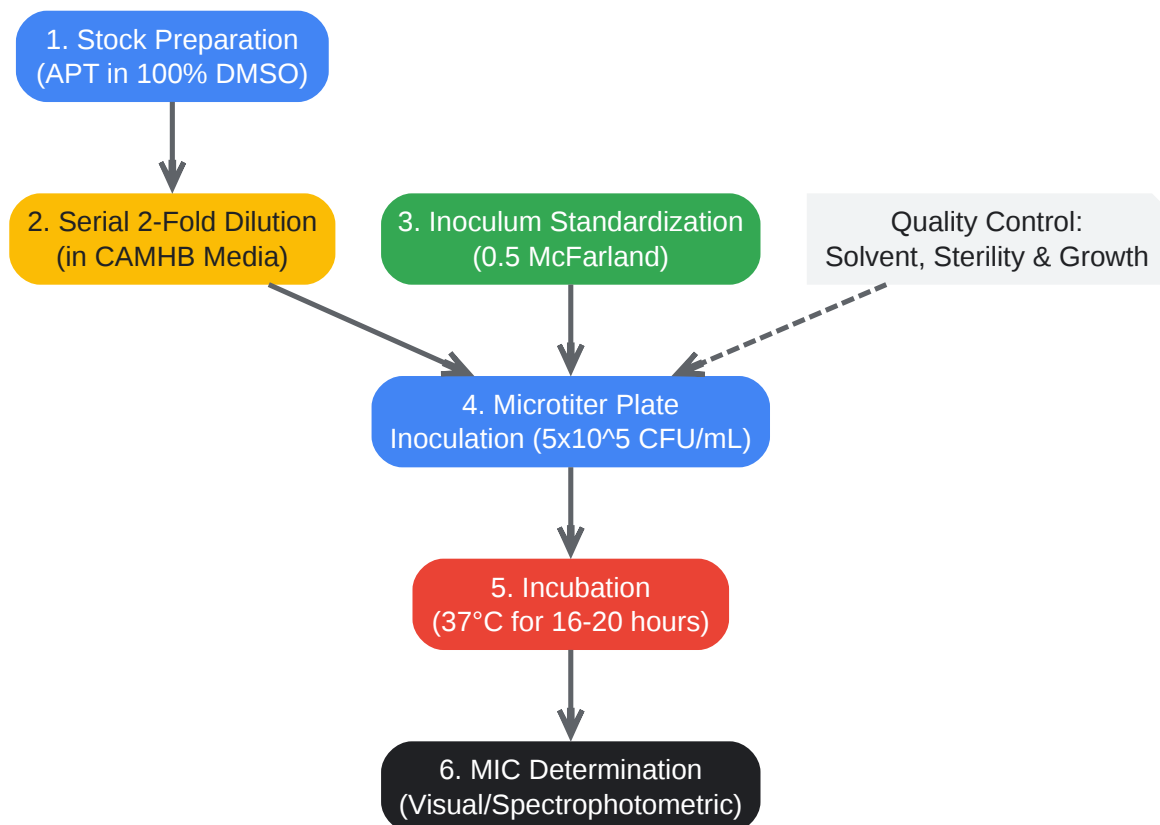 1. Stock Preparation
(APT in 100% DMSO)
2. Serial 2-Fold Dilution
(in CAMHB Media)
3. Inoculum Standardization
(0.5 McFarland)
Quality Control:
Solvent, Sterility & Growth
4. Microtiter Plate
Inoculation (5x10^5 CFU/mL)
5. Incubation
(37°C for 16-20 hours)
6. MIC Determination
(Visual/Spectrophotometric)